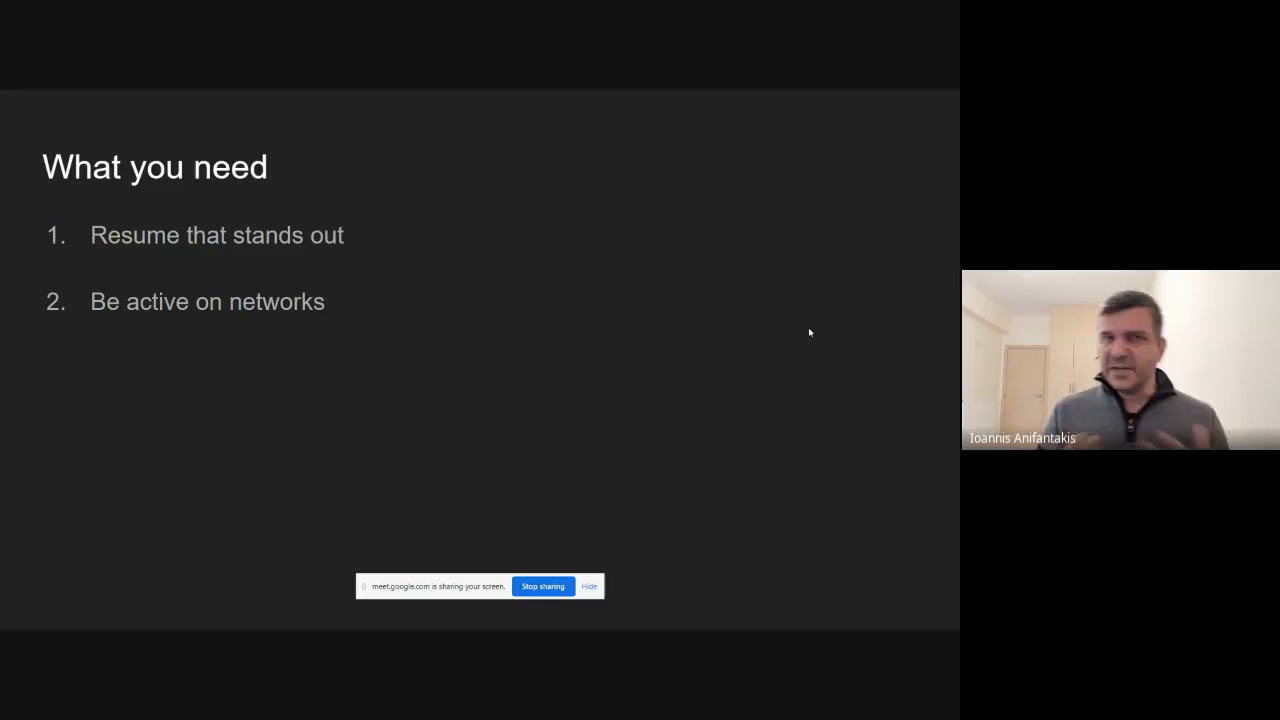 What you need
1. Resume that stands out
2. Be active on networks
meet.google.com is sharing your screen. Stop sharing Hide
Ioannis Anifantakis